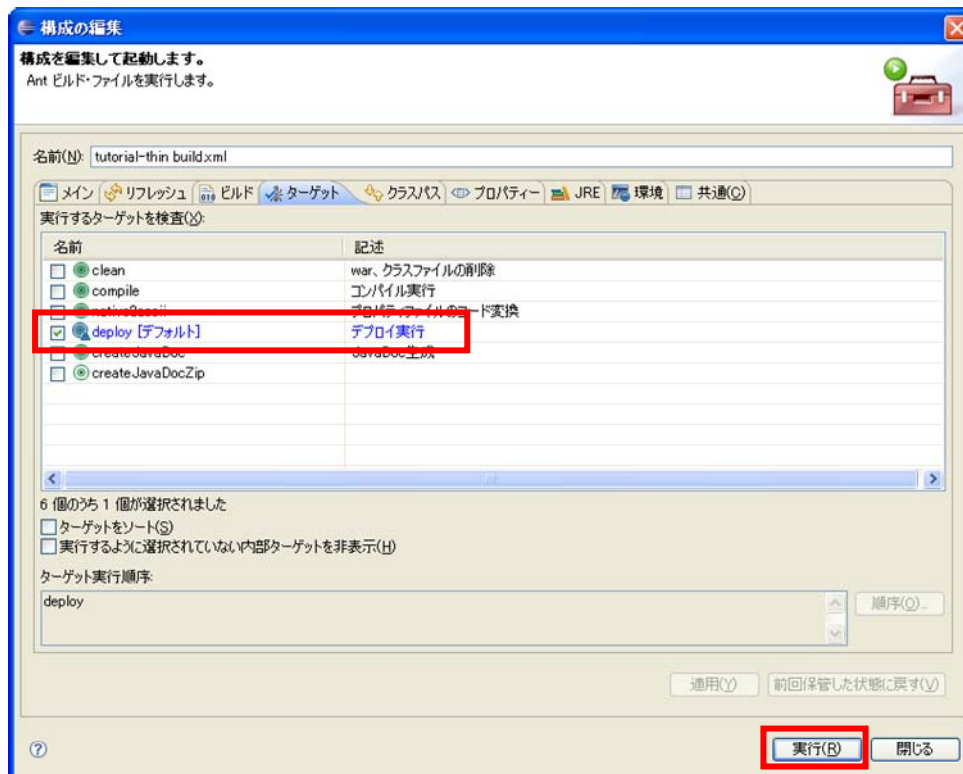 構成の編集
構成を編集して起動します。
Ant ビルド・ファイルを実行します。
名前(N): tutorial-thin build.xml
メイン リフレッシュ ビルド ターゲット クラスパス プロパティー JRE 環境 共通(C)
実行するターゲットを検査(X):
名前 記述
clean war、クラスファイルの削除
compile コンパイル実行
native2ascii プロパティファイルのコード変換
deploy [デフォルト] デプロイ実行
createJavaDoc JavaDoc生成
createJavaDocZip
6 個のうち 1 個が選択されました
ターゲットをソート(S)
実行するように選択されていない内部ターゲットを非表示(H)
ターゲット実行順序:
deploy
順序(O)...
適用(Y) 前回保管した状態に戻す(V)
実行(R) 閉じる